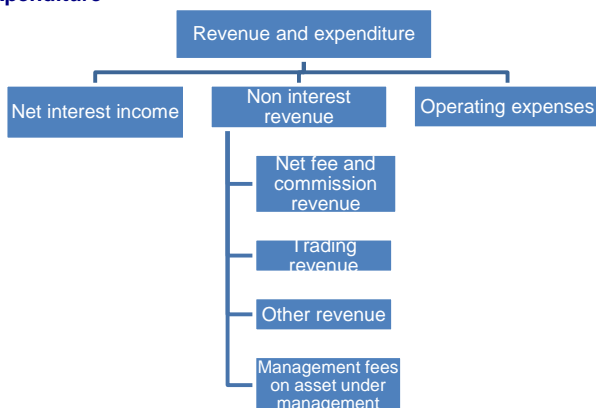 Revenue and expenditure
Net interest income
Non interest
revenue
Operating expenses
Net fee and
commission
revenue
Trading
revenue
Other revenue
Management fees
on asset under
management